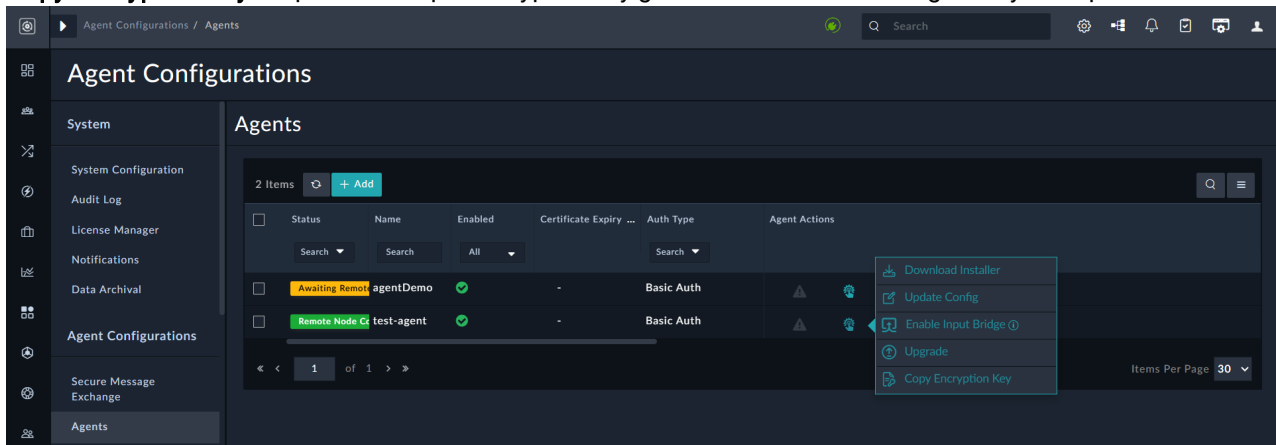 Agent Configurations / Agents
Search
Agent Configurations
System
System Configuration
Audit Log
License Manager
Notifications
Data Archival
Agent Configurations
Secure Message
Exchange
Agents
Agents
2 Items
+ Add
Status Name Enabled Certificate Expiry ... Auth Type Agent Actions
Search Search All Search
Awaiting Remote agentDemo - Basic Auth
Remote Node Co test-agent - Basic Auth
Download Installer
Update Config
Enable Input Bridge
Upgrade
Copy Encryption Key
« < 1 of 1 > »
Items Per Page 30